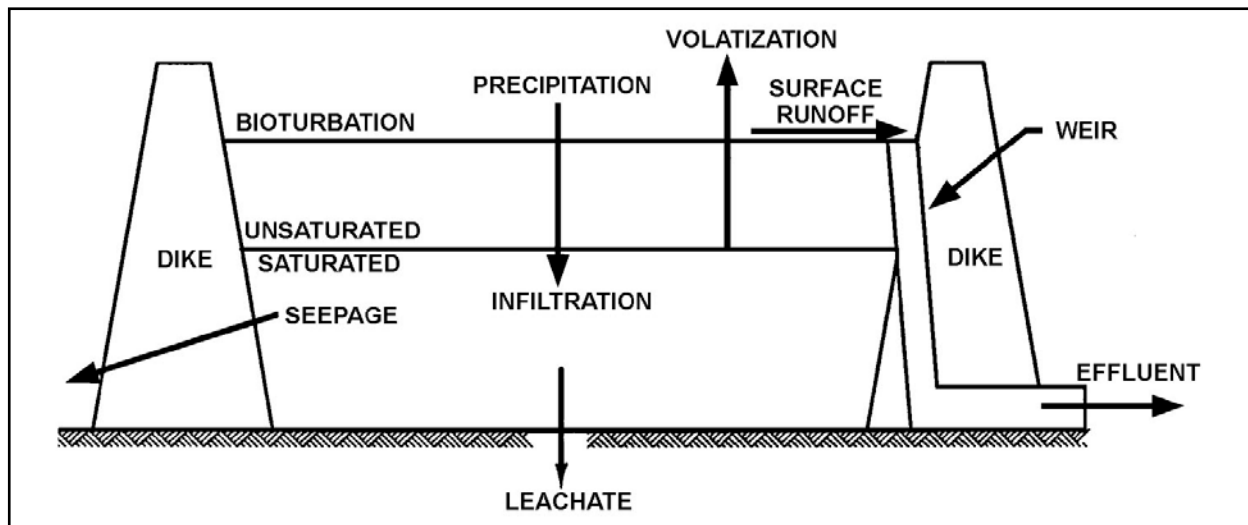 VOLATIZATION
PRECIPITATION
SURFACE
RUNOFF
BIOTURBATION
WEIR
UNSATURATED
SATURATED
DIKE
DIKE
INFILTRATION
SEEPAGE
EFFLUENT
LEACHATE